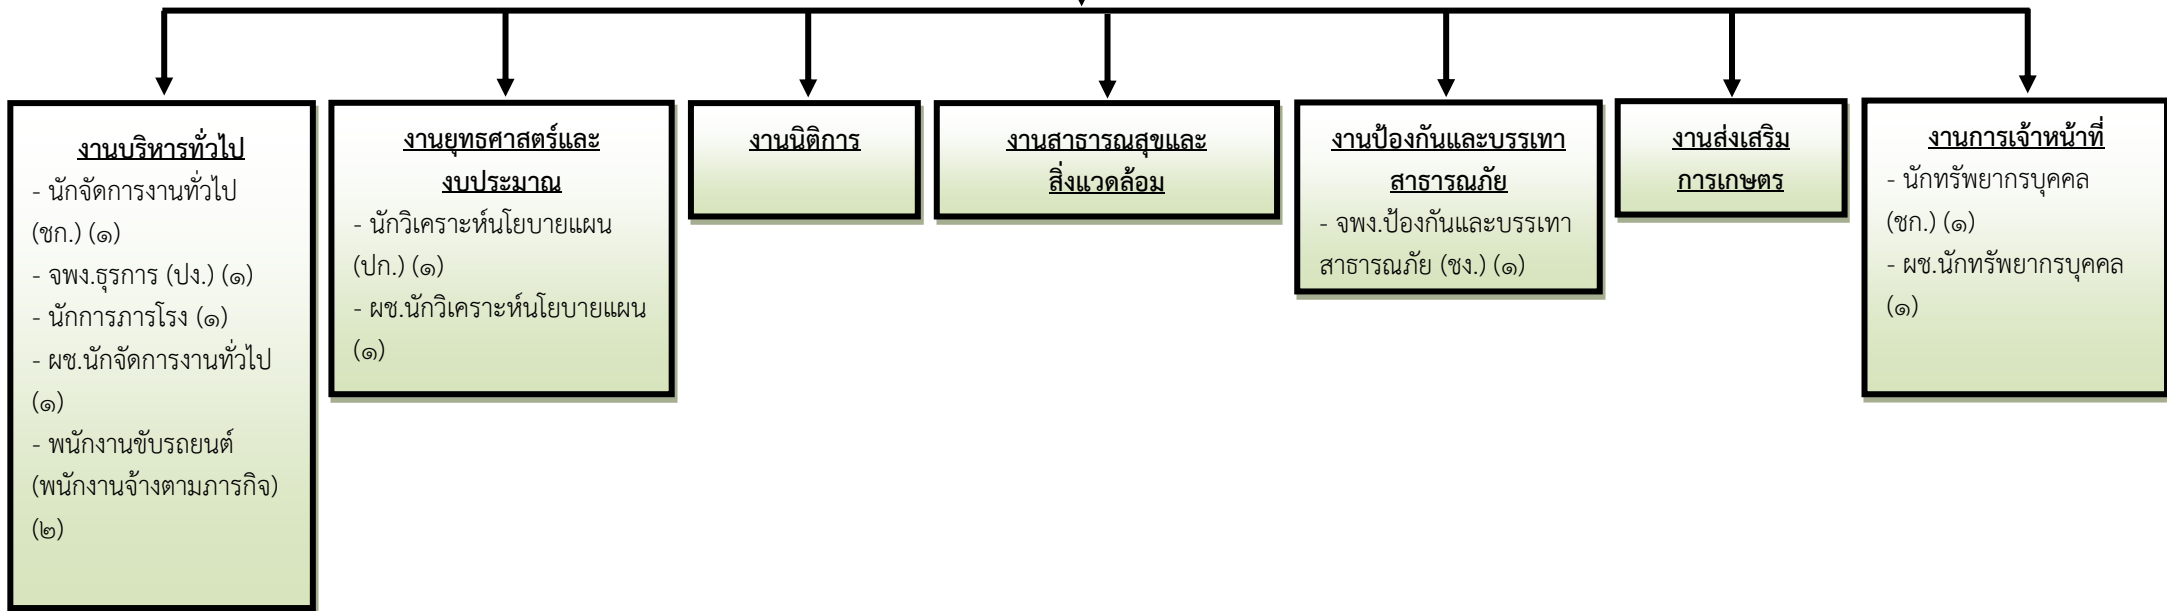 งานบริหารทั่วไป
- นักจัดการงานทั่วไป
(ชก.) (๑)
- จพง.ธุรการ (ปง.) (๑)
- นักการภารโรง (๑)
- ผช.นักจัดการงานทั่วไป
(๑)
- พนักงานขับรถยนต์
(พนักงานจ้างตามภารกิจ)
(๒)
งานยุทธศาสตร์และ
งบประมาณ
- นักวิเคราะห์นโยบายแผน
(ปก.) (๑)
- ผช.นักวิเคราะห์นโยบายแผน
(๑)
งานนิติการ
งานสาธารณสุขและ
สิ่งแวดล้อม
งานป้องกันและบรรเทา
สาธารณภัย
- จพง.ป้องกันและบรรเทา
สาธารณภัย (ชง.) (๑)
งานส่งเสริม
การเกษตร
งานการเจ้าหน้าที่
- นักทรัพยากรบุคคล
(ชก.) (๑)
- ผช.นักทรัพยากรบุคคล
(๑)